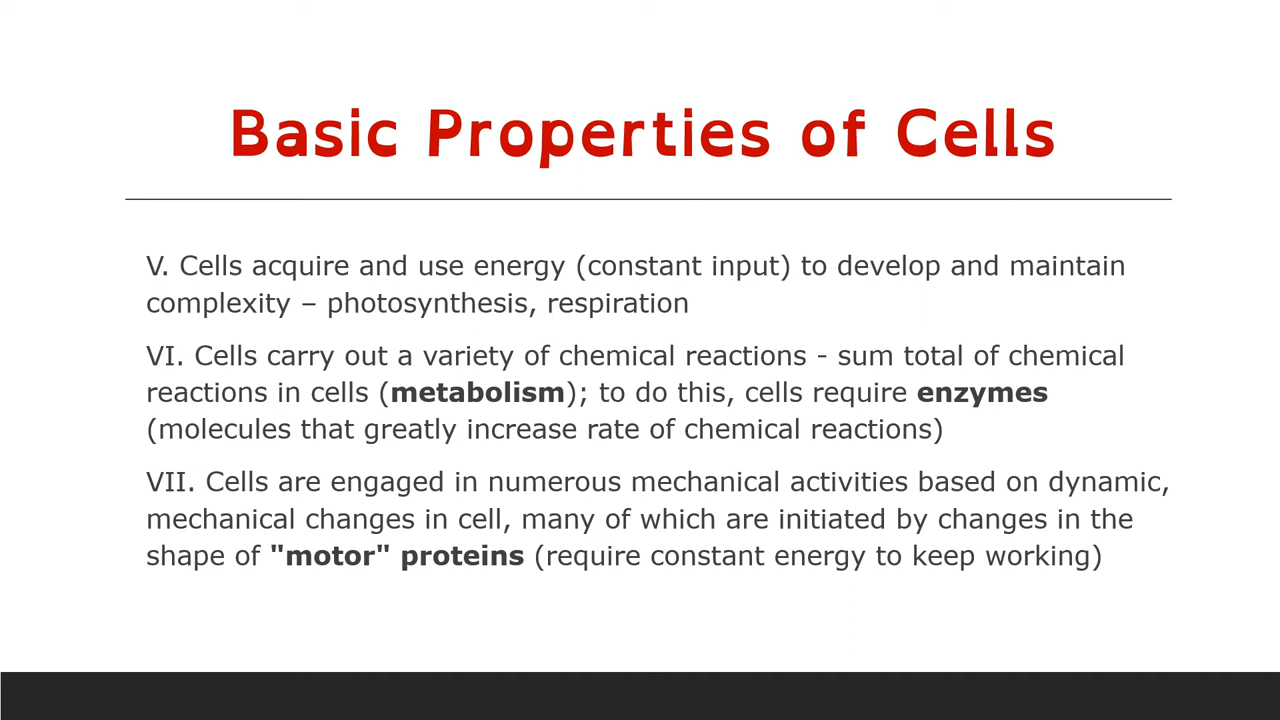 Basic Properties of Cells
V. Cells acquire and use energy (constant input) to develop and maintain
complexity – photosynthesis, respiration
VI. Cells carry out a variety of chemical reactions - sum total of chemical
reactions in cells (metabolism); to do this, cells require enzymes
(molecules that greatly increase rate of chemical reactions)
VII. Cells are engaged in numerous mechanical activities based on dynamic,
mechanical changes in cell, many of which are initiated by changes in the
shape of "motor" proteins (require constant energy to keep working)